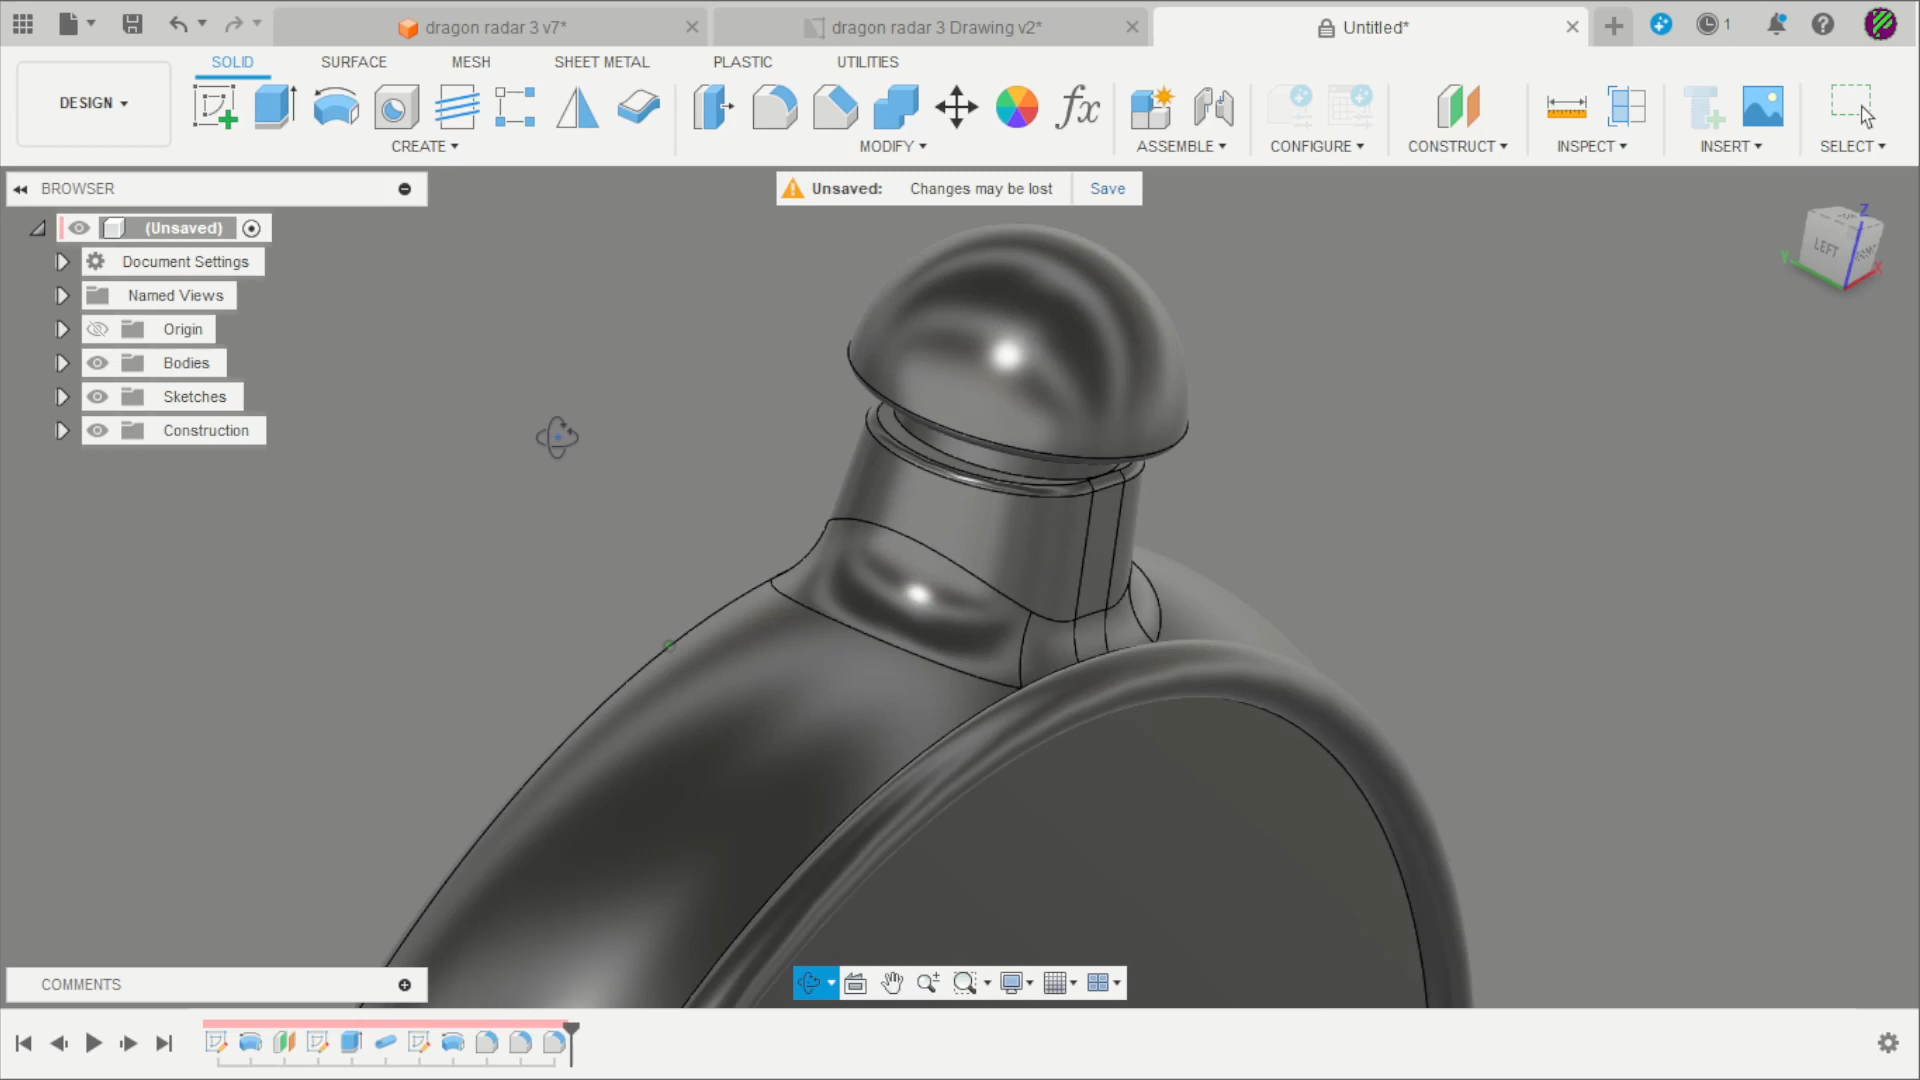 dragon radar 3 v7*
dragon radar 3 Drawing v2*
Untitled*
1
DESIGN
SOLID
SURFACE
MESH
SHEET METAL
PLASTIC
UTILITIES
fx
CREATE
MODIFY
ASSEMBLE
CONFIGURE
CONSTRUCT
INSPECT
INSERT
SELECT
BROWSER
Unsaved: Changes may be lost Save
(Unsaved)
Document Settings
Named Views
Origin
Bodies
Sketches
Construction
Z
LEFT
Y
X
COMMENTS